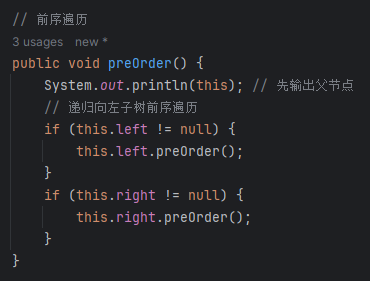 // 前序遍历
3 usages   new *
public void preOrder() {
    System.out.println(this); // 先输出父节点
    // 递归向左子树前序遍历
    if (this.left != null) {
        this.left.preOrder();
    }
    if (this.right != null) {
        this.right.preOrder();
    }
}